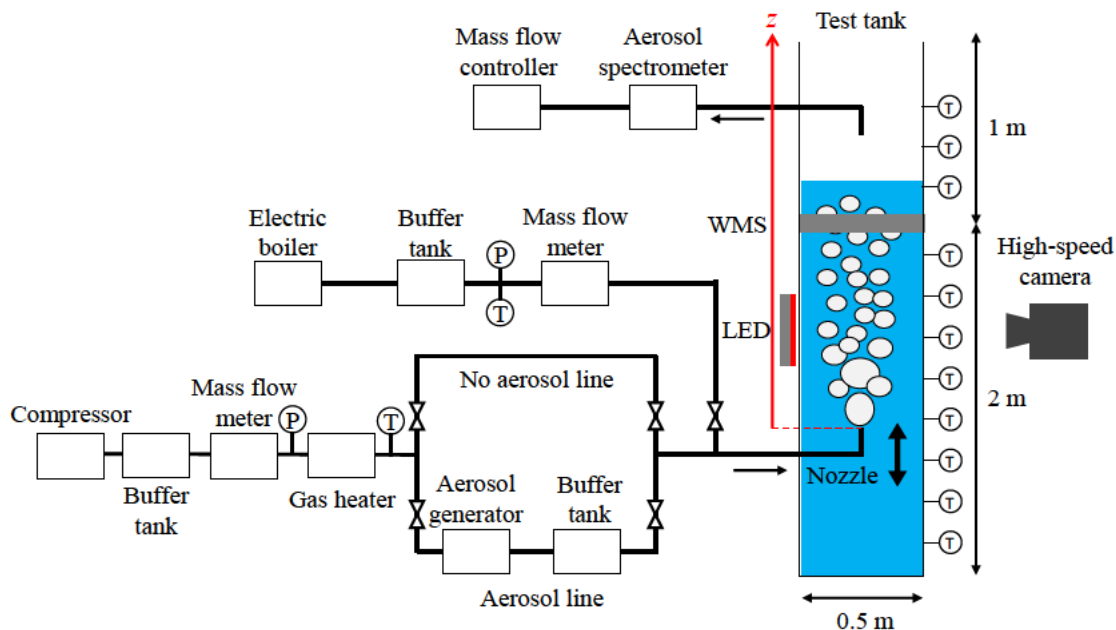 z
Test tank
Mass flow
controller
Aerosol
spectrometer
T
1 m
T
T
WMS
Electric
boiler
Buffer
tank
Mass flow
meter
P
T
T
High-speed
camera
T
LED
T
No aerosol line
T
2 m
Compressor
Mass flow
meter
P
T
T
Buffer
tank
Gas heater
Aerosol
generator
Buffer
tank
Nozzle
T
T
T
Aerosol line
0.5 m